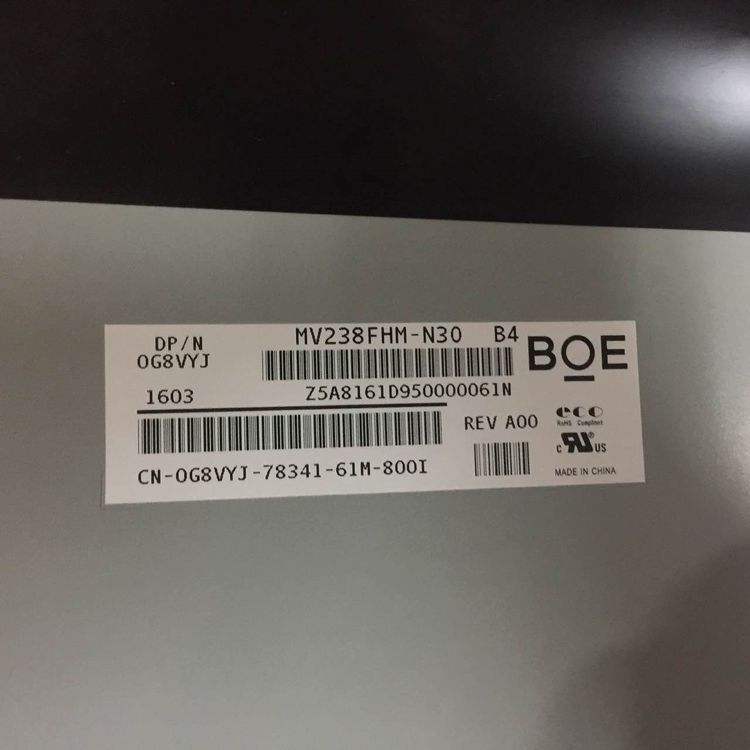 DP/N
0G8VYJ
MV238FHM-N30 B4
BOE
1603
Z5A8161D950000061N
REV A00
CN-0G8VYJ-78341-61M-800I
eco
RoHS Compliant
c RU US
MADE IN CHINA